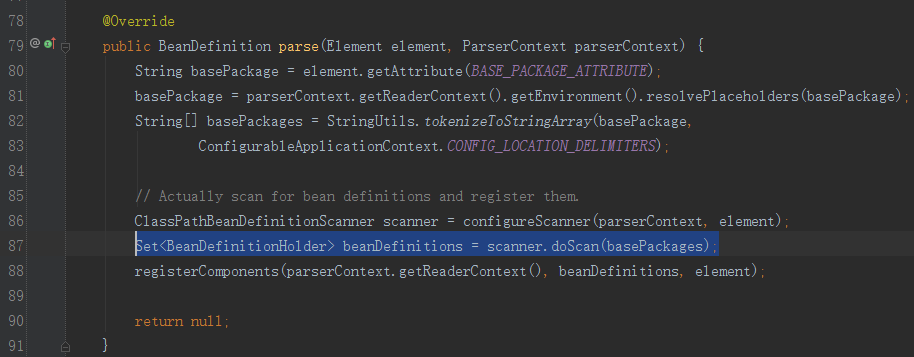 78 @Override
79 public BeanDefinition parse(Element element, ParserContext parserContext) {
80 String basePackage = element.getAttribute(BASE_PACKAGE_ATTRIBUTE);
81 basePackage = parserContext.getReaderContext().getEnvironment().resolvePlaceholders(basePackage);
82 String[] basePackages = StringUtils.tokenizeToStringArray(basePackage,
83 ConfigurableApplicationContext.CONFIG_LOCATION_DELIMITERS);
84
85 // Actually scan for bean definitions and register them.
86 ClassPathBeanDefinitionScanner scanner = configureScanner(parserContext, element);
87 Set<BeanDefinitionHolder> beanDefinitions = scanner.doScan(basePackages);
88 registerComponents(parserContext.getReaderContext(), beanDefinitions, element);
89
90 return null;
91 }